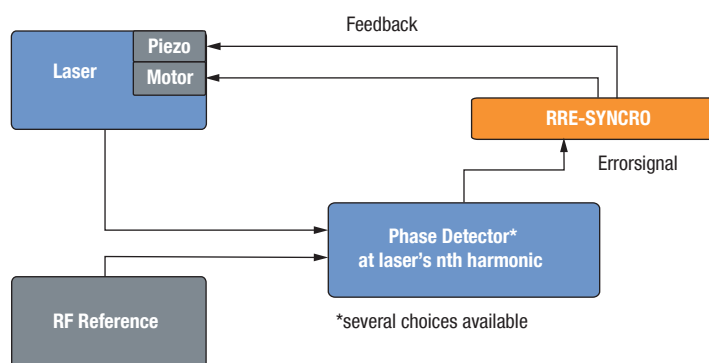 Feedback
Piezo
Laser
Motor
RRE-SYNCRO
Errorsignal
Phase Detector*
at laser's nth harmonic
RF Reference
*several choices available